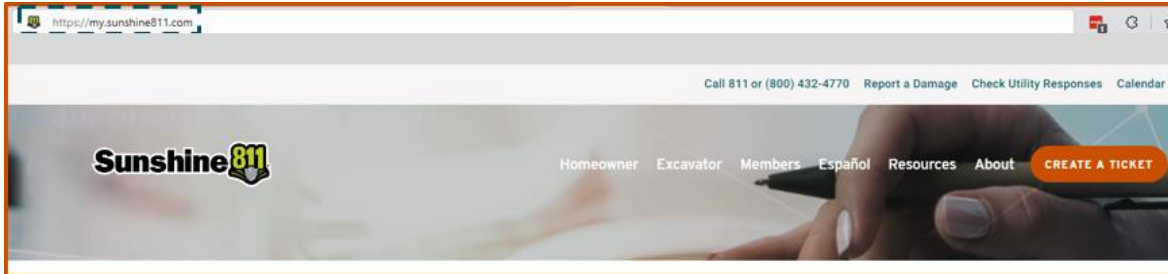 https://my.sunshine811.com
Call 811 or (800) 432-4770 Report a Damage Check Utility Responses Calendar
Sunshine 811
Homeowner Excavator Members Español Resources About CREATE A TICKET